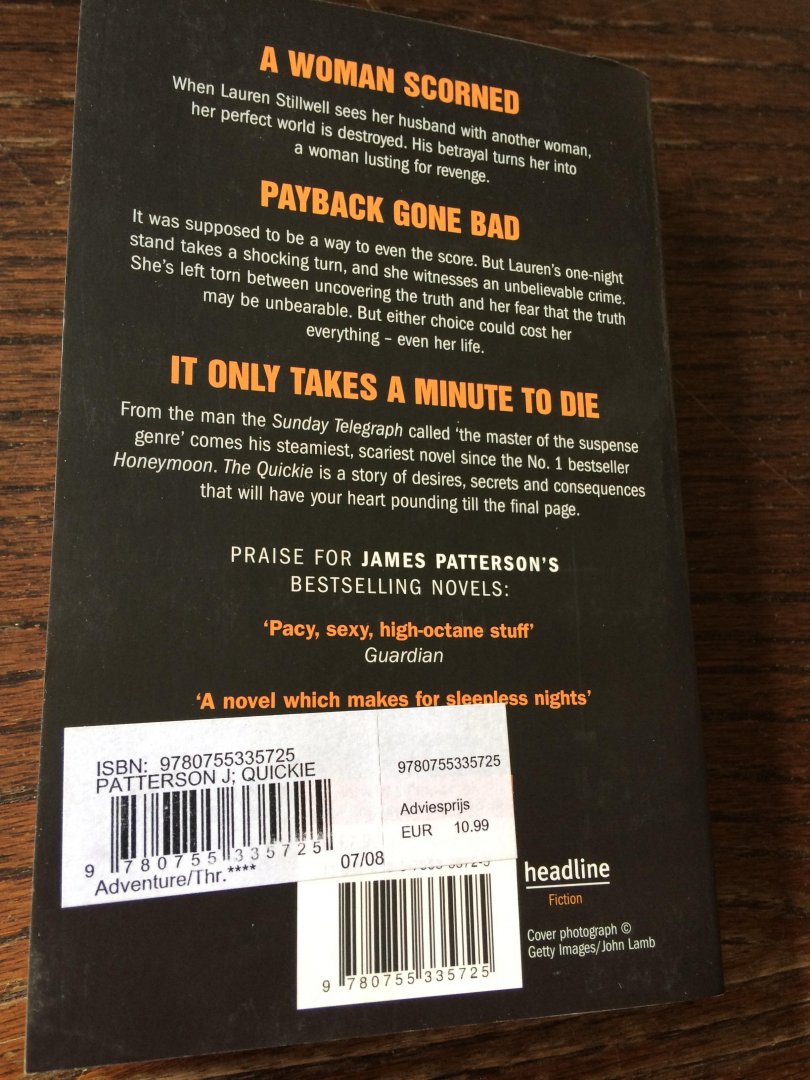 A WOMAN SCORNED
When Lauren Stillwell sees her husband with another woman,
her perfect world is destroyed. His betrayal turns her into
a woman lusting for revenge.
PAYBACK GONE BAD
It was supposed to be a way to even the score. But Lauren's one-night
stand takes a shocking turn, and she witnesses an unbelievable crime.
She's left torn between uncovering the truth and her fear that the truth
may be unbearable. But either choice could cost her
everything – even her life.
IT ONLY TAKES A MINUTE TO DIE
From the man the Sunday Telegraph called 'the master of the suspense
genre' comes his steamiest, scariest novel since the No. 1 bestseller
Honeymoon. The Quickie is a story of desires, secrets and consequences
that will have your heart pounding till the final page.
PRAISE FOR JAMES PATTERSON'S
BESTSELLING NOVELS:
'Pacy, sexy, high-octane stuff'
Guardian
'A novel which makes for sleepless nights'
ISBN: 9780755335725
PATTERSON J; QUICKIE
9 780755 335725
Adventure/Thr.****
07/08
9780755335725
Adviesprijs
EUR 10.99
9 780755 335725
headline
Fiction
Cover photograph ©
Getty Images/John Lamb